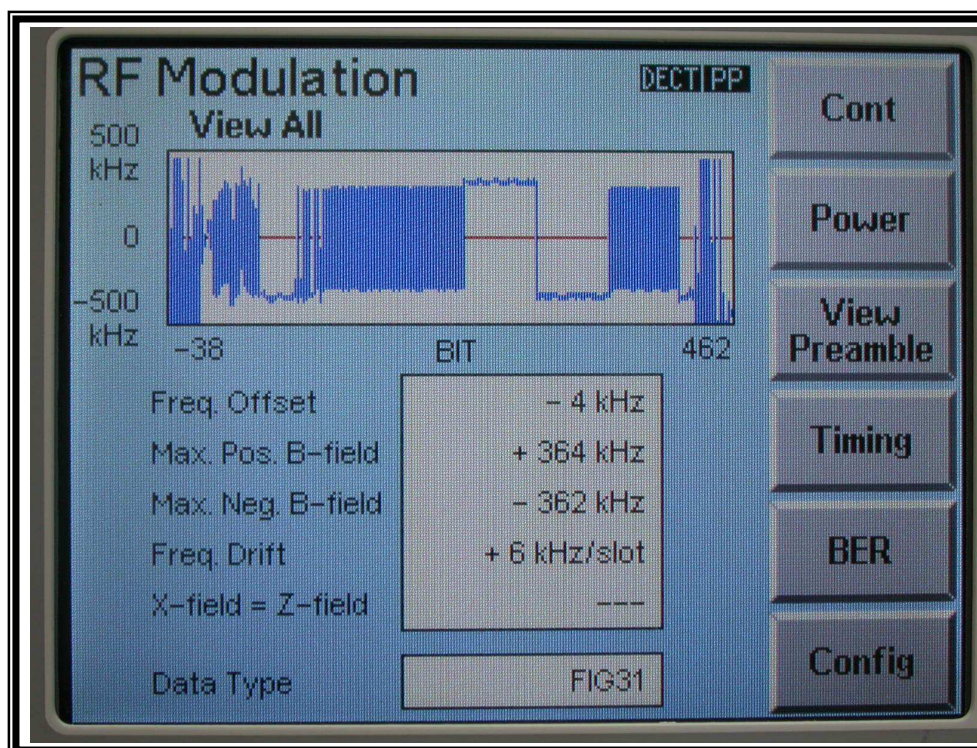 RF Modulation
DECT PP
View All
500
kHz
0
-500
kHz
-38
BIT
462
Freq. Offset
- 4 kHz
Max. Pos. B-field
+ 364 kHz
Max. Neg. B-field
- 362 kHz
Freq. Drift
+ 6 kHz/slot
X-field = Z-field
---
Data Type
FIG31
Cont
Power
View
Preamble
Timing
BER
Config